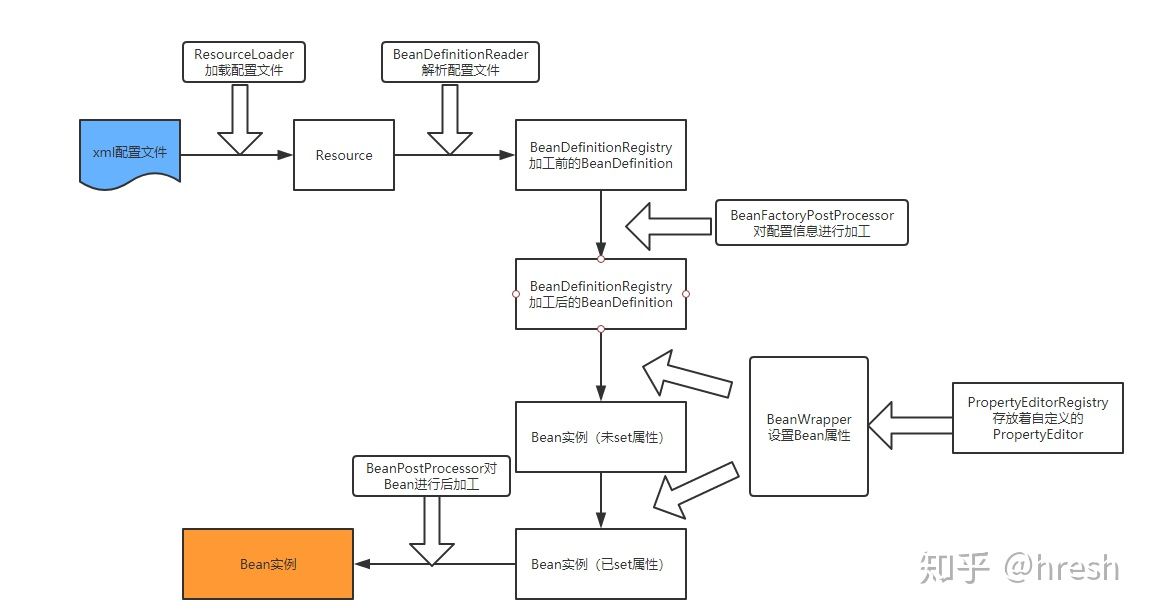 ResourceLoader
加载配置文件
BeanDefinitionReader
解析配置文件
xml配置文件
Resource
BeanDefinitionRegistry
加工前的BeanDefinition
BeanFactoryPostProcessor
对配置信息进行加工
BeanDefinitionRegistry
加工后的BeanDefinition
BeanWrapper
设置Bean属性
PropertyEditorRegistry
存放着自定义的
PropertyEditor
Bean实例（未set属性）
BeanPostProcessor对
Bean进行后加工
Bean实例
Bean实例（已set属性）
知乎 @hresh